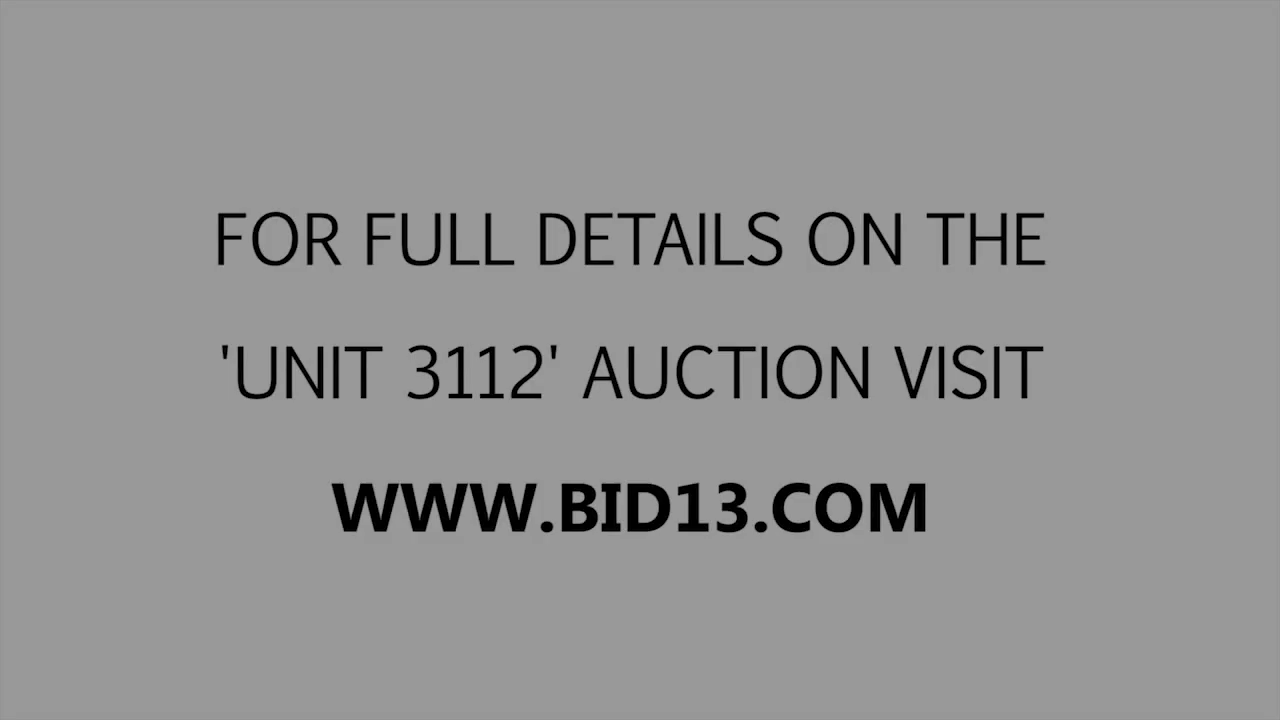 FOR FULL DETAILS ON THE
'UNIT 3112' AUCTION VISIT
WWW.BID13.COM